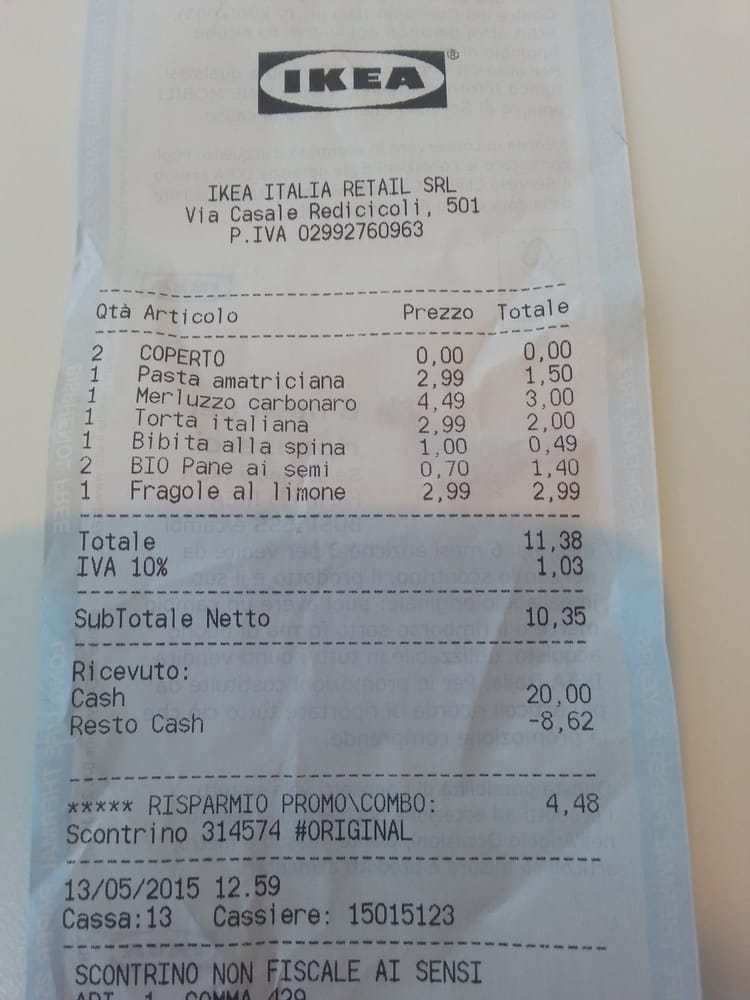 IKEA®
IKEA ITALIA RETAIL SRL
Via Casale Redicicoli, 501
P.IVA 02992760963
Qtà Articolo Prezzo Totale
2 COPERTO 0,00 0,00
1 Pasta amatriciana 2,99 1,50
1 Merluzzo carbonaro 4,49 3,00
1 Torta italiana 2,99 2,00
1 Bibita alla spina 1,00 0,49
2 BIO Pane ai semi 0,70 1,40
1 Fragole al limone 2,99 2,99
Totale 11,38
IVA 10% 1,03
SubTotale Netto 10,35
Ricevuto:
Cash 20,00
Resto Cash -8,62
***** RISPARMIO PROMO\COMBO: 4,48
Scontrino 314574 #ORIGINAL
13/05/2015 12.59
Cassa:13 Cassiere: 15015123
SCONTRINO NON FISCALE AI SENSI
ART. 1 COMMA 429